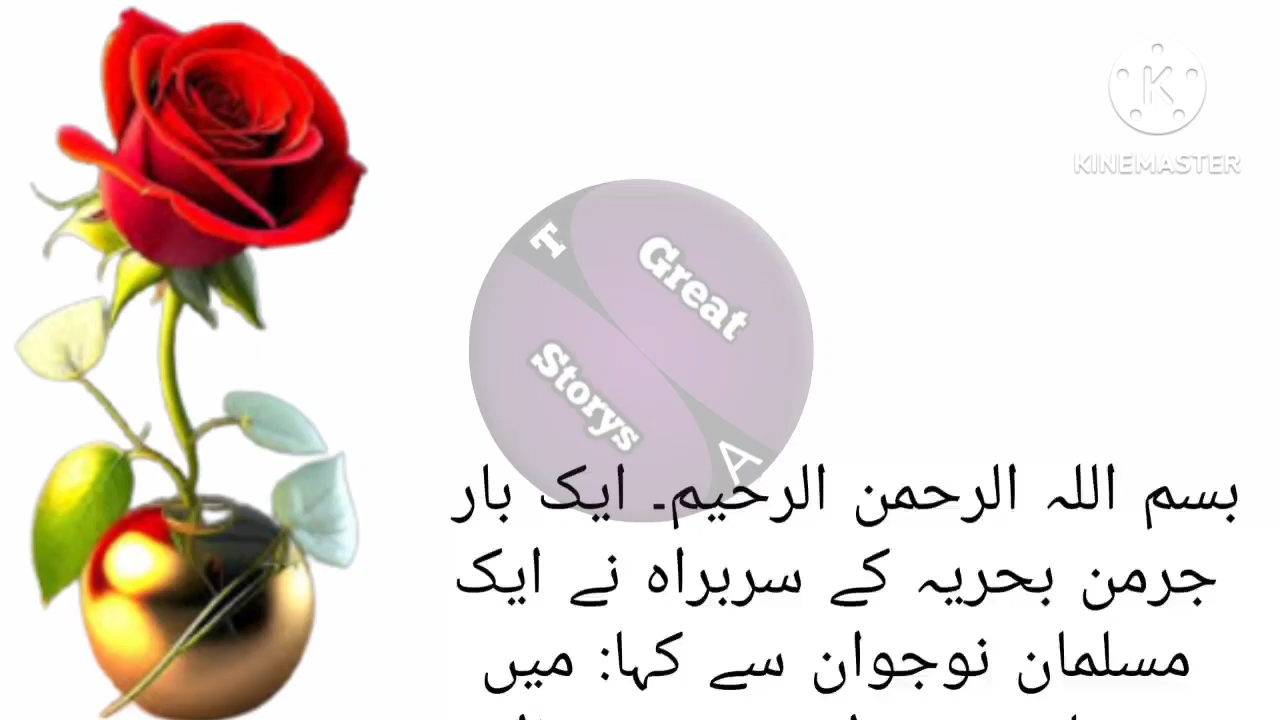 KINEMASTER
T
Great
Storys
A
بسم اللہ الرحمن الرحیم۔ ایک بار
جرمن بحریہ کے سربراہ نے ایک
مسلمان نوجوان سے کہا: میں